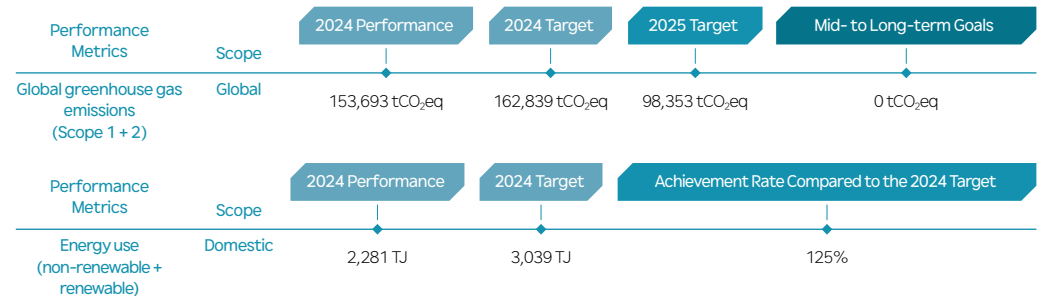 Performance
Metrics
Scope
2024 Performance
2024 Target
2025 Target
Mid- to Long-term Goals
Global greenhouse gas
emissions
(Scope 1 + 2)
Global
153,693 tCO₂eq
162,839 tCO₂eq
98,353 tCO₂eq
0 tCO₂eq
Performance
Metrics
Scope
2024 Performance
2024 Target
Achievement Rate Compared to the 2024 Target
Energy use
(non-renewable +
renewable)
Domestic
2,281 TJ
3,039 TJ
125%